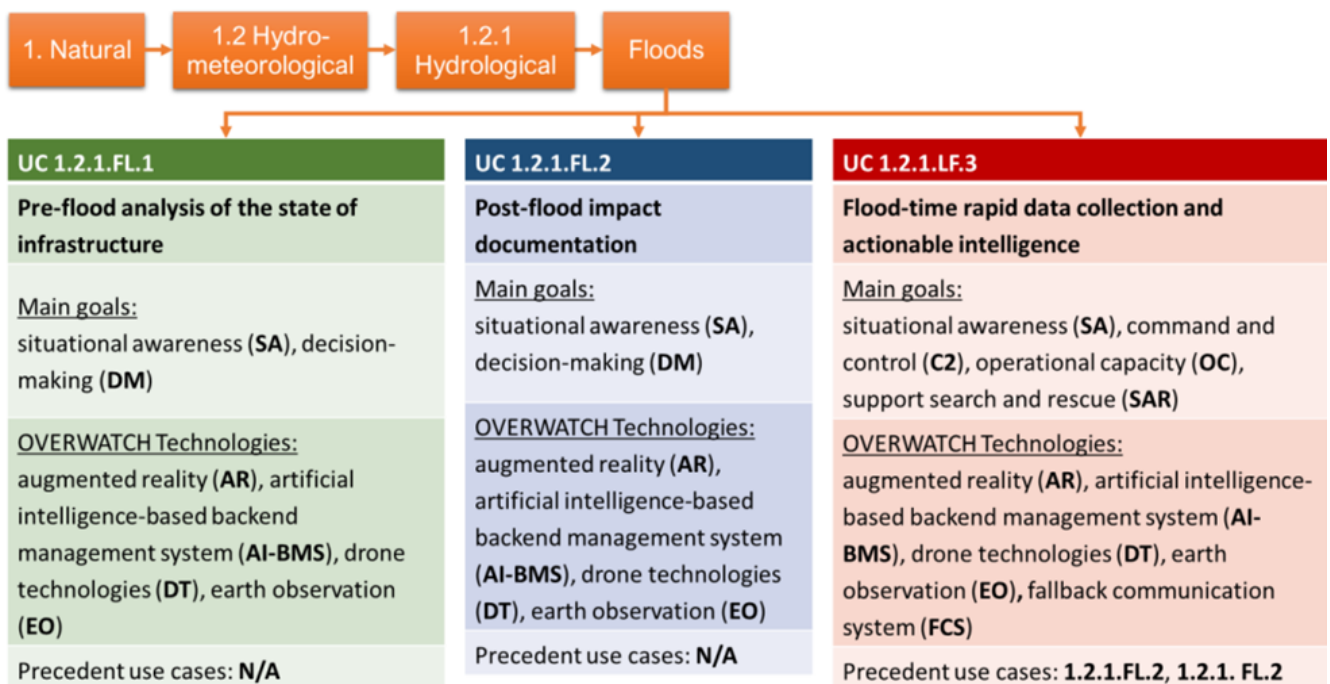 1. Natural
1.2 Hydro-
meteorological
1.2.1
Hydrological
Floods
UC 1.2.1.FL.1
Pre-flood analysis of the state of
infrastructure
Main goals:
situational awareness (SA), decision-
making (DM)
OVERWATCH Technologies:
augmented reality (AR), artificial
intelligence-based backend
management system (AI-BMS), drone
technologies (DT), earth observation
(EO)
Precedent use cases: N/A
UC 1.2.1.FL.2
Post-flood impact
documentation
Main goals:
situational awareness (SA),
decision-making (DM)
OVERWATCH Technologies:
augmented reality (AR),
artificial intelligence-based
backend management system
(AI-BMS), drone technologies
(DT), earth observation (EO)
Precedent use cases: N/A
UC 1.2.1.LF.3
Flood-time rapid data collection and
actionable intelligence
Main goals:
situational awareness (SA), command and
control (C2), operational capacity (OC),
support search and rescue (SAR)
OVERWATCH Technologies:
augmented reality (AR), artificial intelligence-
based backend management system (AI-
BMS), drone technologies (DT), earth
observation (EO), fallback communication
system (FCS)
Precedent use cases: 1.2.1.FL.2, 1.2.1. FL.2